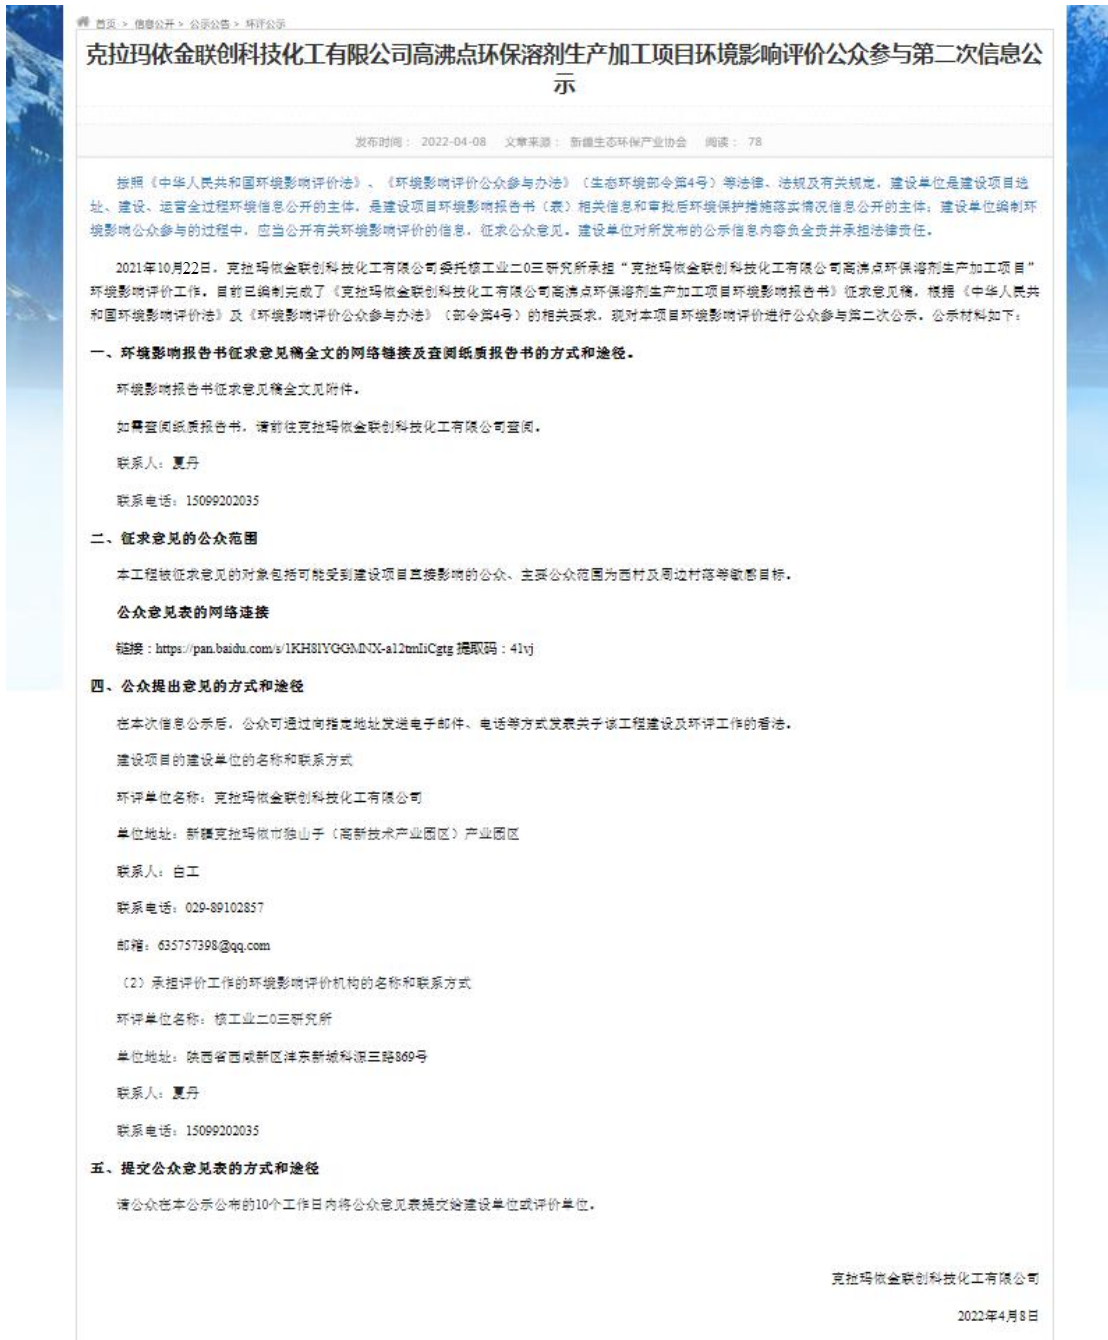 首页 > 信息公开 > 公示公告 > 环评公示
克拉玛依金联创科技化工有限公司高沸点环保溶剂生产加工项目环境影响评价公众参与第二次信息公
示
发布时间： 2022-04-08 文章来源： 新疆生态环保产业协会 阅读： 78
按照《中华人民共和国环境影响评价法》、《环境影响评价公众参与办法》（生态环境部令第4号）等法律、法规及有关规定，建设单位是建设项目选
址、建设、运营全过程环境信息公开的主体，是建设项目环境影响报告书（表）相关信息和审批后环境保护措施落实情况信息公开的主体；建设单位编制环
境影响公众参与的过程中，应当公开有关环境影响评价的信息，征求公众意见。建设单位对所发布的公示信息内容负全责并承担法律责任。
2021年10月22日，克拉玛依金联创科技化工有限公司委托核工业二0三研究所承担“克拉玛依金联创科技化工有限公司高沸点环保溶剂生产加工项目”
环境影响评价工作。目前已编制完成了《克拉玛依金联创科技化工有限公司高沸点环保溶剂生产加工项目环境影响报告书》征求意见稿，根据《中华人民共
和国环境影响评价法》及《环境影响评价公众参与办法》（部令第4号）的相关要求，现对本项目环境影响评价进行公众参与第二次公示。公示材料如下：
一、环境影响报告书征求意见稿全文的网络链接及查阅纸质报告书的方式和途径。
环境影响报告书征求意见稿全文见附件。
如需查阅纸质报告书，请前往克拉玛依金联创科技化工有限公司查阅。
联系人：夏丹
联系电话：15099202035
二、征求意见的公众范围
本工程被征求意见的对象包括可能受到建设项目直接影响的公众、主要公众范围为西村及周边村落等敏感目标。
公众意见表的网络连接
链接：https://pan.baidu.com/s/1KH8lYGGMNX-a12tmIiCgtg 提取码：41vj
四、公众提出意见的方式和途径
在本次信息公示后，公众可通过向指定地址发送电子邮件、电话等方式发表关于该工程建设及环评工作的看法。
建设项目的建设单位的名称和联系方式
环评单位名称：克拉玛依金联创科技化工有限公司
单位地址：新疆克拉玛依市独山子（高新技术产业园区）产业园区
联系人：白工
联系电话：029-89102857
邮箱：635757398@qq.com
（2）承担评价工作的环境影响评价机构的名称和联系方式
环评单位名称：核工业二0三研究所
单位地址：陕西省西咸新区沣东新城科源三路869号
联系人：夏丹
联系电话：15099202035
五、提交公众意见表的方式和途径
请公众在本公示公布的10个工作日内将公众意见表提交给建设单位或评价单位。
克拉玛依金联创科技化工有限公司
2022年4月8日